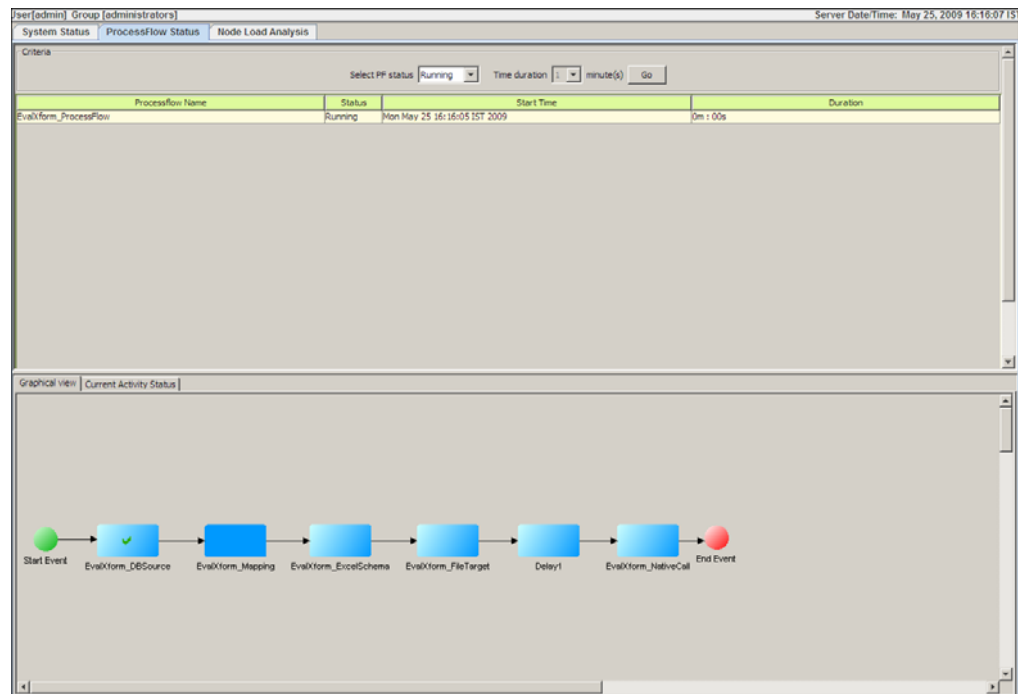 User[admin] Group [administrators] Server Date/Time: May 25, 2009 16:16:07 IST
System Status ProcessFlow Status Node Load Analysis
Criteria
Select PF status Running Time duration 1 minute(s) Go
Processflow Name Status Start Time Duration
EvalXform_ProcessFlow Running Mon May 25 16:16:05 IST 2009 0m : 00s
Graphical view Current Activity Status
Start Event EvalXform_DBSource EvalXform_Mapping EvalXform_ExcelSchema EvalXform_FileTarget Delay1 EvalXform_NativeCall End Event